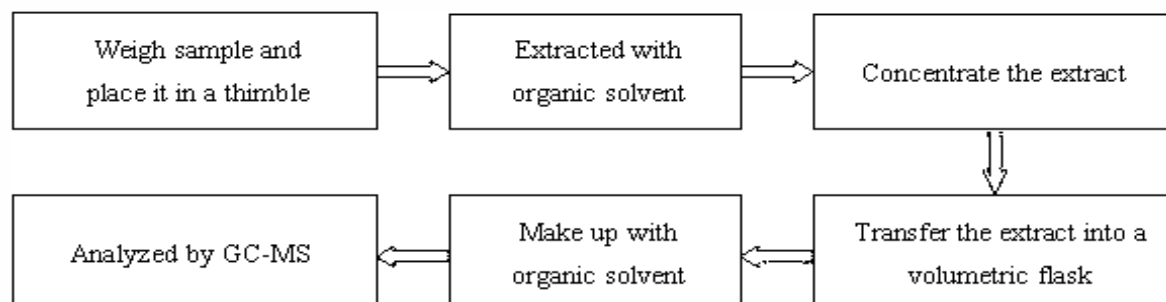 Weigh sample and
place it in a thimble
Extracted with
organic solvent
Concentrate the extract
Transfer the extract into a
volumetric flask
Make up with
organic solvent
Analyzed by GC-MS